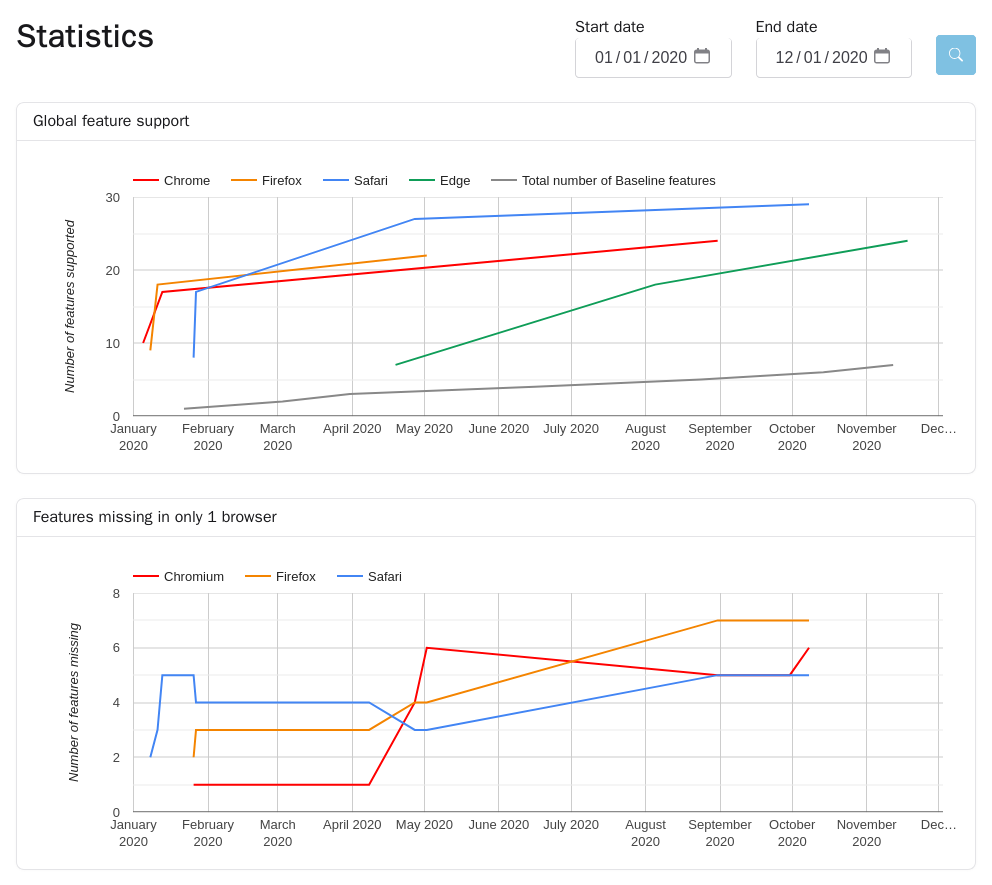 Statistics
Start date
End date
01/01/2020
12/01/2020
Global feature support
Chrome Firefox Safari Edge Total number of Baseline features
Number of features supported
30
20
10
0
January 2020 February 2020 March 2020 April 2020 May 2020 June 2020 July 2020 August 2020 September 2020 October 2020 November 2020 Dec…
Features missing in only 1 browser
Chromium Firefox Safari
Number of features missing
8
6
4
2
0
January 2020 February 2020 March 2020 April 2020 May 2020 June 2020 July 2020 August 2020 September 2020 October 2020 November 2020 Dec…